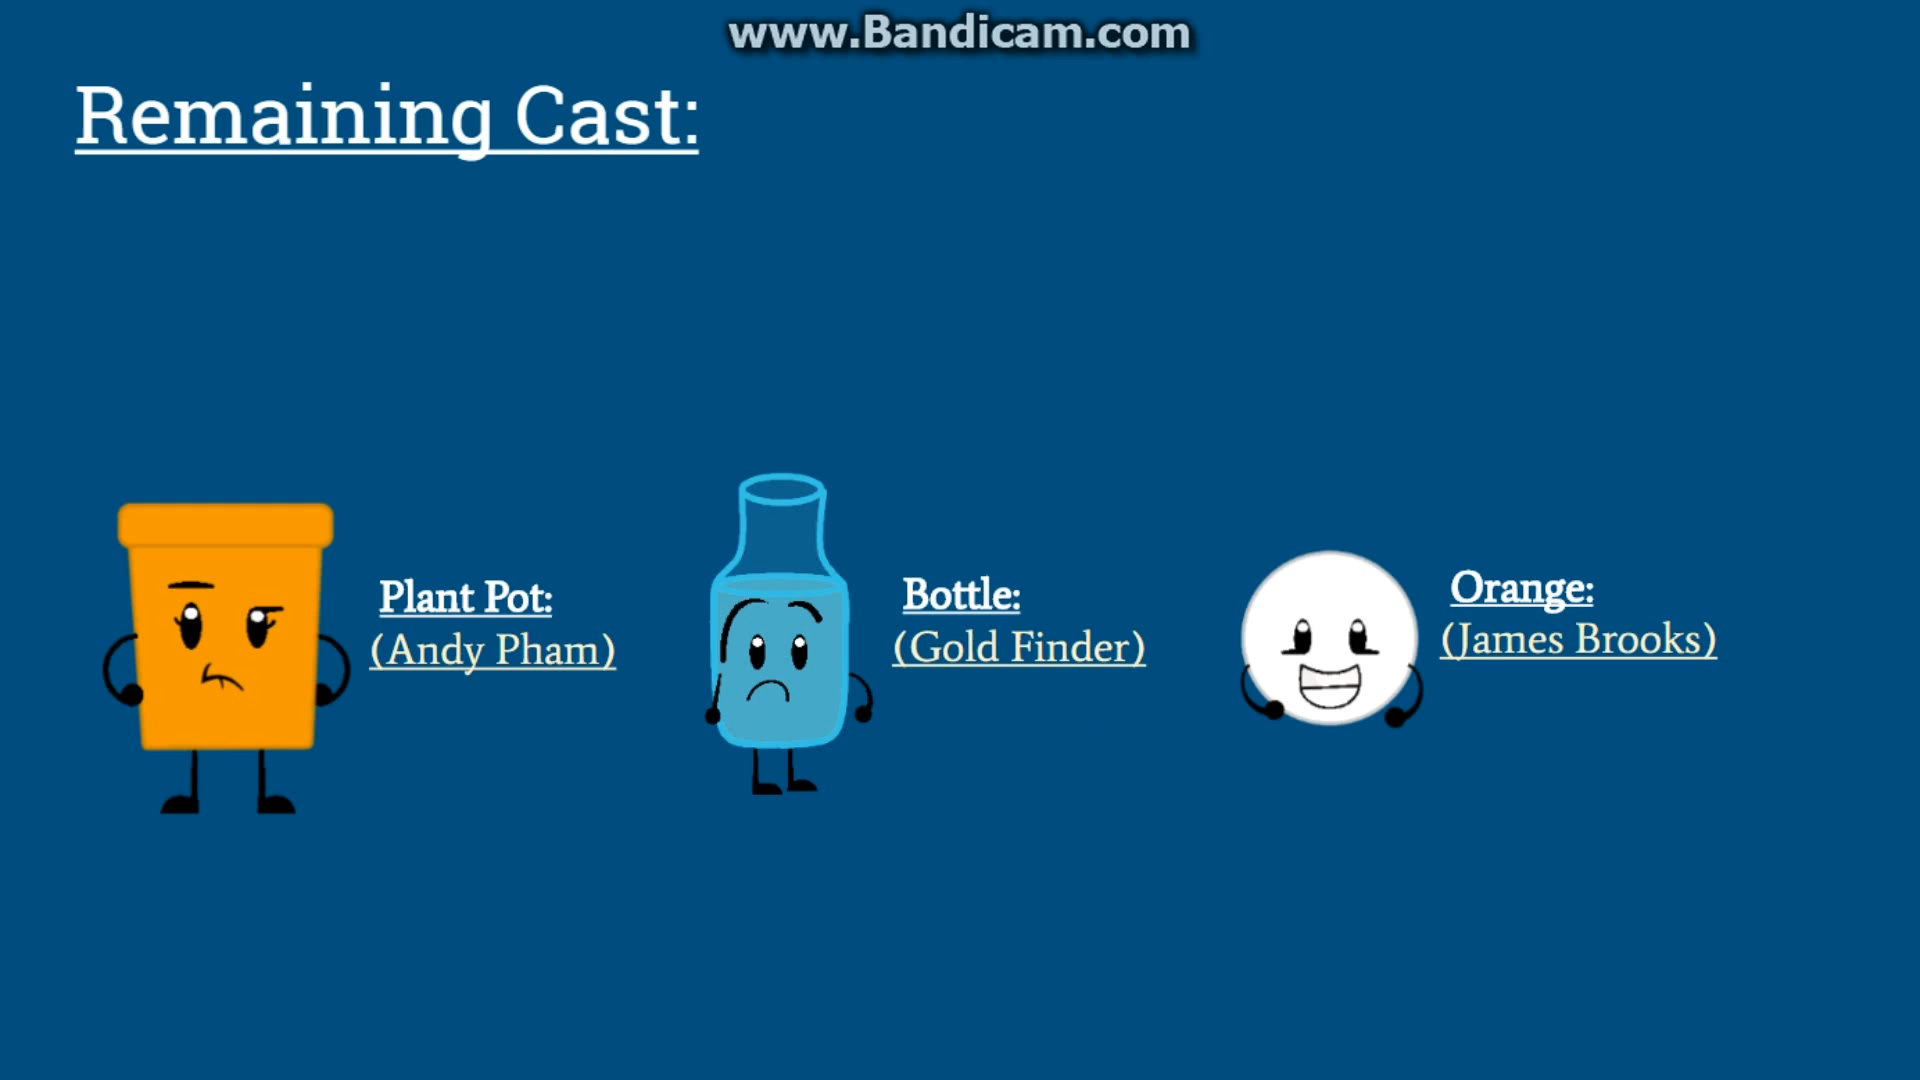 www.Bandicam.com
Remaining Cast:
Plant Pot:
(Andy Pham)
Bottle:
(Gold Finder)
Orange:
(James Brooks)